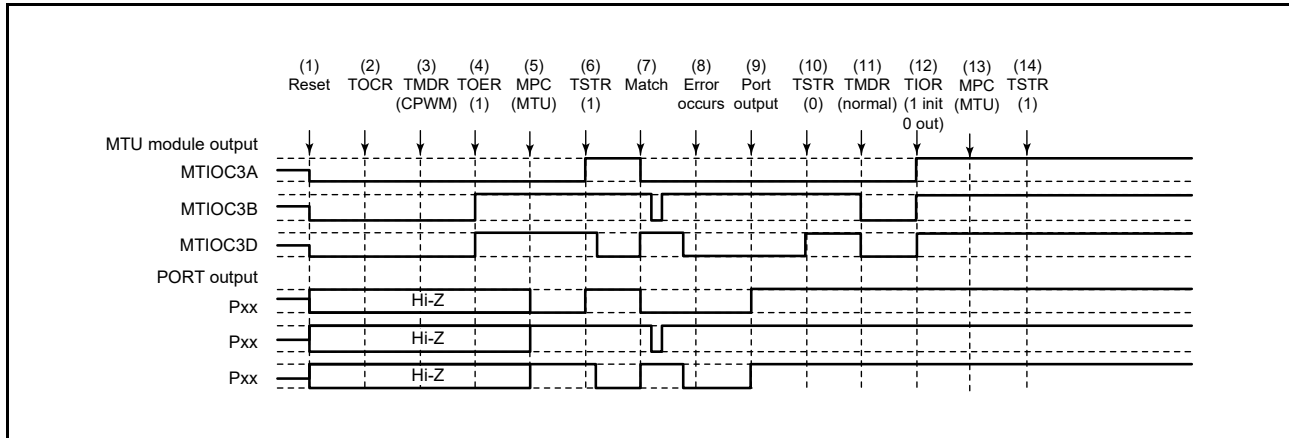 (1) (2) (3) (4) (5) (6) (7) (8) (9) (10) (11) (12) (13) (14)
Reset TOCR TMDR TOER MPC TSTR Match Error Port TSTR TMDR TIOR MPC TSTR
(CPWM) (1) (MTU) (1) occurs output (0) (normal) (1 init (MTU) (1)
0 out)
MTU module output
MTIOC3A
MTIOC3B
MTIOC3D
PORT output
Pxx Hi-Z
Pxx Hi-Z
Pxx Hi-Z